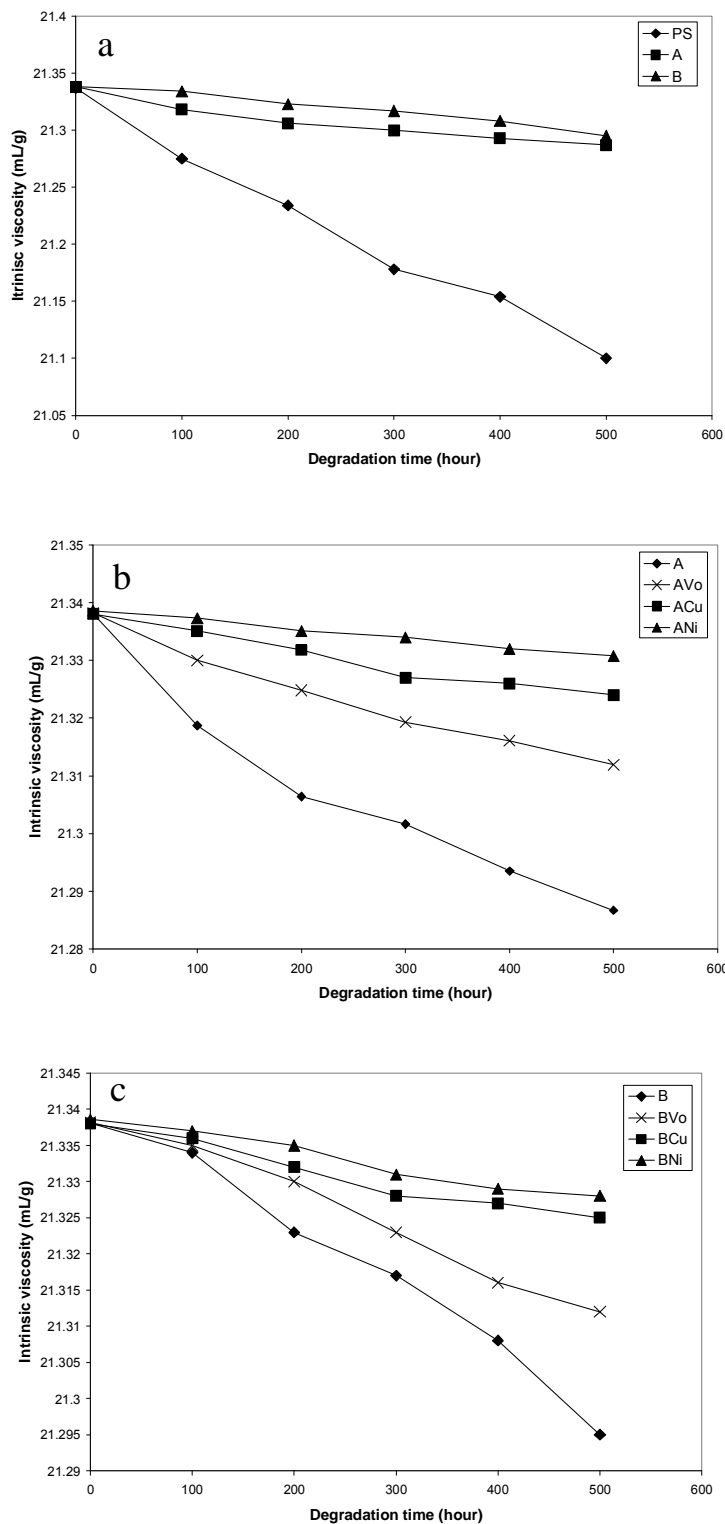 a
PS
A
B
21.4
21.35
21.3
21.25
21.2
21.15
21.1
21.05
0 100 200 300 400 500 600
Itrinisc viscosity (mL/g)
Degradation time (hour)
b
A
AVo
ACu
ANi
21.35
21.34
21.33
21.32
21.31
21.3
21.29
21.28
0 100 200 300 400 500 600
Intrinsic viscosity (mL/g)
Degradation time (hour)
c
B
BVo
BCu
BNi
21.345
21.34
21.335
21.33
21.325
21.32
21.315
21.31
21.305
21.3
21.295
21.29
0 100 200 300 400 500 600
Intrinsic viscosity (mL/g)
Degradation time (hour)